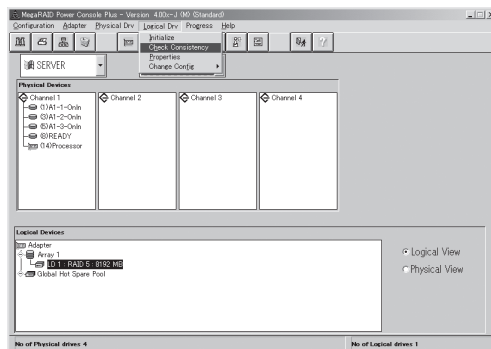 MegaRAID Power Console Plus - Version 4.00x-J (M) (Standard)
Configuration Adapter Physical Drv Logical Drv Progress Help
Initialize
Check Consistency
Properties
Change Config
SERVER
Physical Devices
Channel 1
(1)A1-1-Onln
(3)A1-2-Onln
(5)A1-3-Onln
(8)READY
(14)Processor
Channel 2
Channel 3
Channel 4
Logical Devices
Adapter
Array 1
LD 1 : RAID 5 : 8192 MB
Global Hot Spare Pool
Logical View
Physical View
No of Physical drives 4
No of Logical drives 1